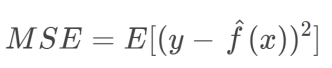 MSE = E[(y − f̂(x))²]